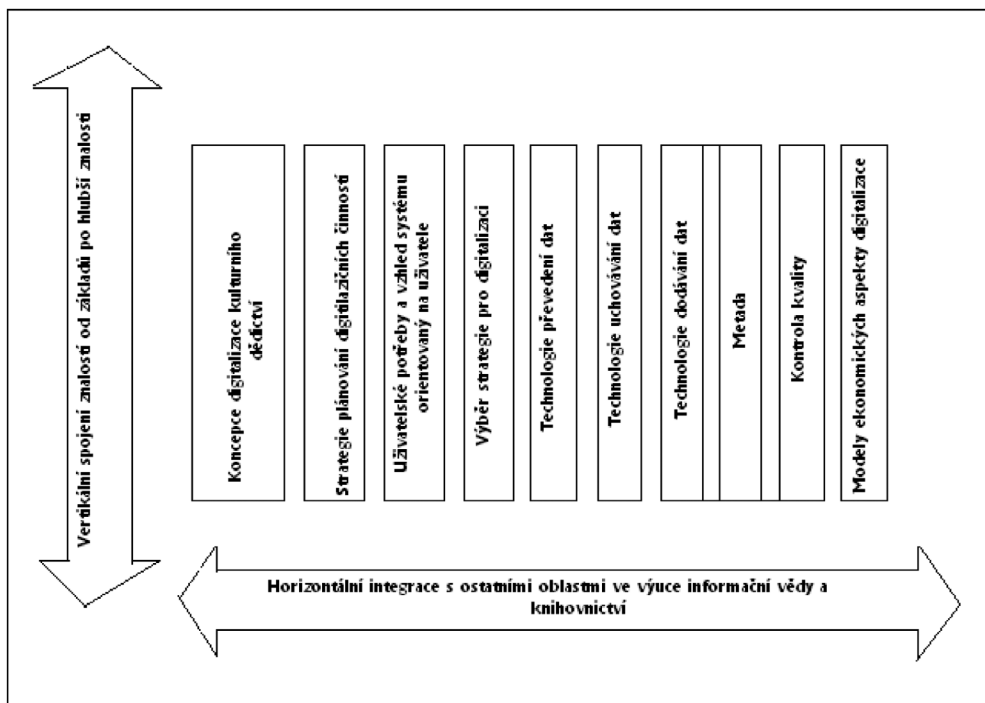 Vertikální spojení znalostí od základů po hlubší znalosti
Koncepce digitalizace kulturního
dědictví
Strategie plánování digitilazičních činností
Uživatelské potřeby a vzhled systému
orientovaný na uživatele
Výběr strategie pro digitalizaci
Technologie převedení dat
Technologie uchovávání dat
Technologie dodávání dat
Metada
Kontrola kvality
Modely ekonomických aspekty digitalizace
Horizontální integrace s ostatními oblastmi ve výuce informační vědy a
knihovnictví